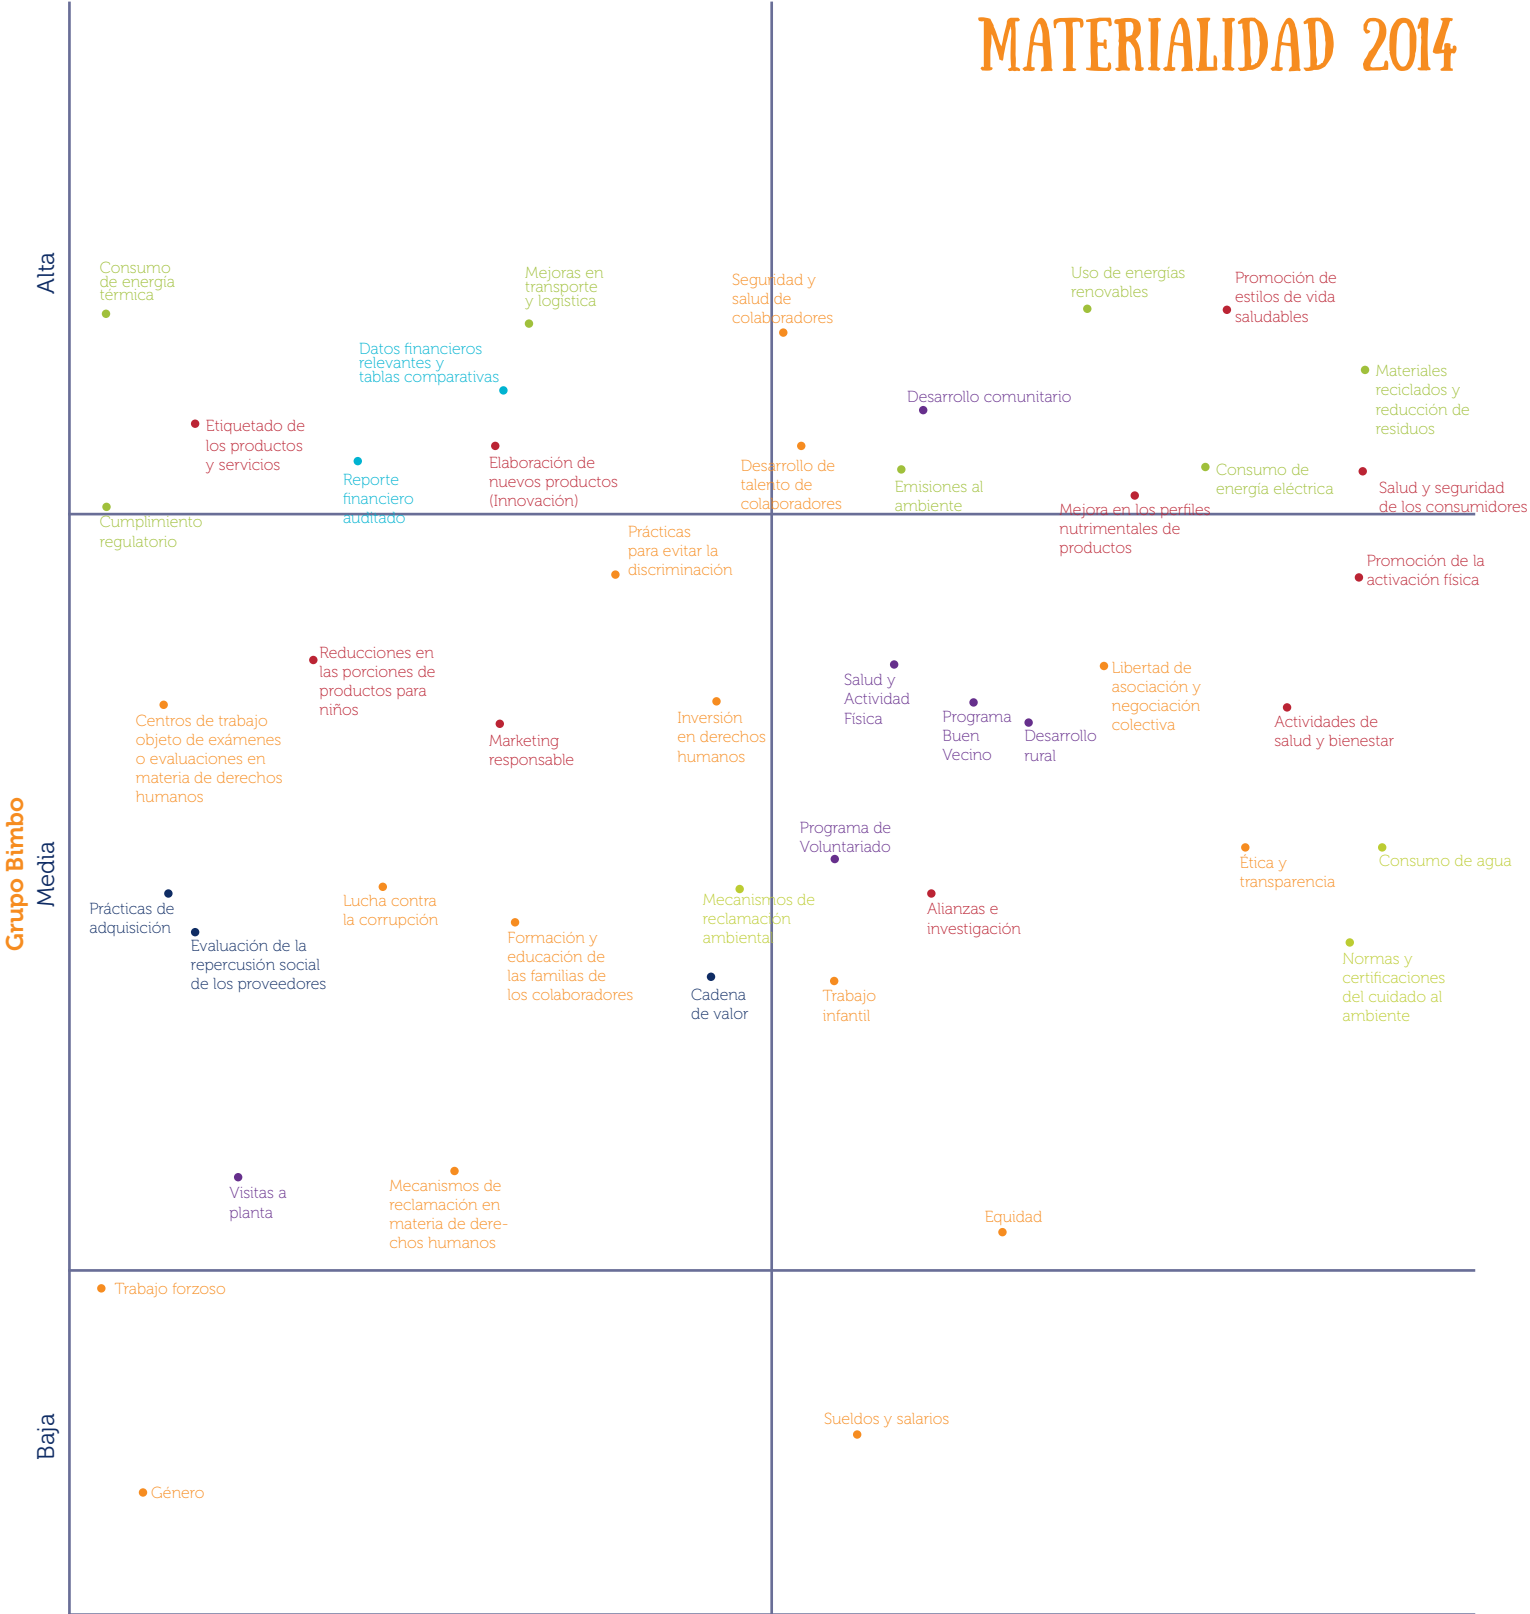 MATERIALIDAD 2014
Grupo Bimbo
Alta
Media
Baja
Consumo
de energía
térmica
Mejoras en
transporte
y logística
Seguridad y
salud de
colaboradores
Uso de energías
renovables
Promoción de
estilos de vida
saludables
Datos financieros
relevantes y
tablas comparativas
Materiales
reciclados y
reducción de
residuos
Desarrollo comunitario
Etiquetado de
los productos
y servicios
Reporte
financiero
auditado
Elaboración de
nuevos productos
(Innovación)
Desarrollo de
talento de
colaboradores
Emisiones al
ambiente
Consumo de
energía eléctrica
Salud y seguridad
de los consumidores
Mejora en los perfiles
nutrimentales de
productos
Cumplimiento
regulatorio
Prácticas
para evitar la
discriminación
Promoción de la
activación física
Reducciones en
las porciones de
productos para
niños
Salud y
Actividad
Física
Libertad de
asociación y
negociación
colectiva
Centros de trabajo
objeto de exámenes
o evaluaciones en
materia de derechos
humanos
Marketing
responsable
Inversión
en derechos
humanos
Programa
Buen
Vecino
Desarrollo
rural
Actividades de
salud y bienestar
Programa de
Voluntariado
Ética y
transparencia
Consumo de agua
Prácticas de
adquisición
Lucha contra
la corrupción
Mecanismos de
reclamación
ambiental
Alianzas e
investigación
Evaluación de la
repercusión social
de los proveedores
Formación y
educación de
las familias de
los colaboradores
Normas y
certificaciones
del cuidado al
ambiente
Cadena
de valor
Trabajo
infantil
Visitas a
planta
Mecanismos de
reclamación en
materia de dere-
chos humanos
Equidad
Trabajo forzoso
Sueldos y salarios
Género